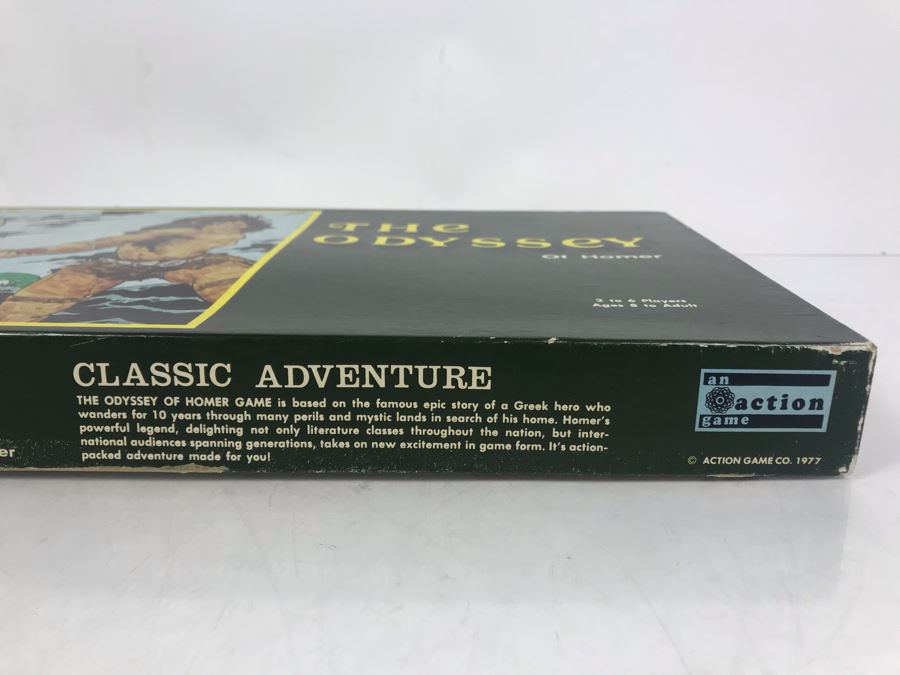 THE
ODYSSEY
Of Homer
2 to 6 Players
Ages 8 to Adult
CLASSIC ADVENTURE
THE ODYSSEY OF HOMER GAME is based on the famous epic story of a Greek hero who
wanders for 10 years through many perils and mystic lands in search of his home. Homer's
powerful legend, delighting not only literature classes throughout the nation, but inter-
national audiences spanning generations, takes on new excitement in game form. It's action-
packed adventure made for you!
an
action
game
© ACTION GAME CO. 1977